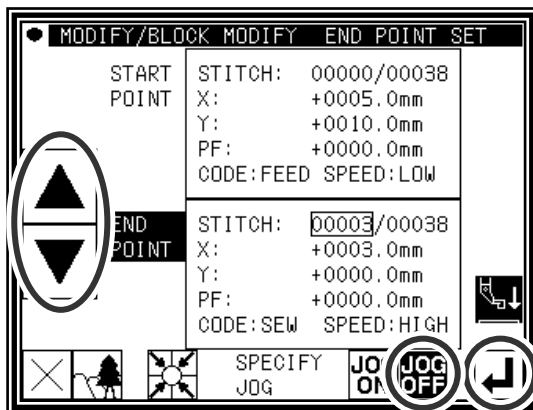 MODIFY/BLOCK MODIFY END POINT SET
START POINT
STITCH: 00000/00038
X: +0005.0mm
Y: +0010.0mm
PF: +0000.0mm
CODE:FEED SPEED:LOW
END POINT
STITCH: 00003/00038
X: +0003.0mm
Y: +0000.0mm
PF: +0000.0mm
CODE:SEW SPEED:HIGH
SPECIFY JOG
JOG ON
JOG OFF